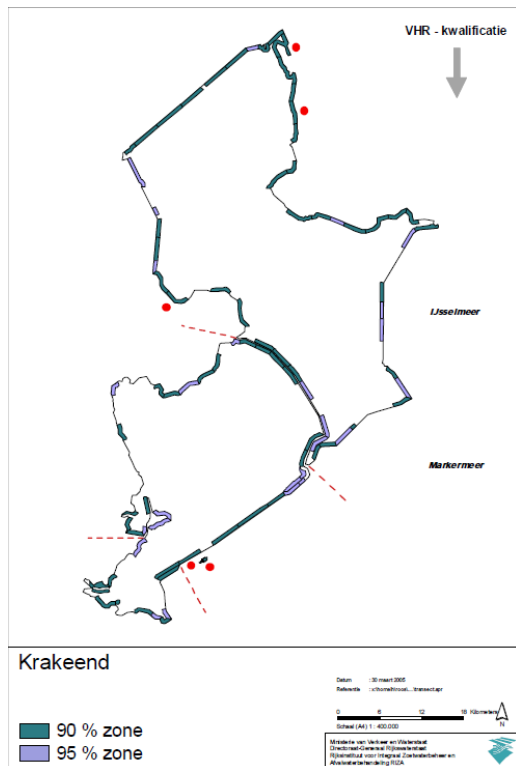 VHR - kwalificatie
IJsselmeer
Markermeer
Krakeend
90 % zone
95 % zone
Datum : 30 maart 2005
Referentie
0 6 12 18 Kilometers
N
Schaal (A4) 1 : 400.000
Ministerie van Verkeer en Waterstaat
Directoraat-Generaal Rijkswaterstaat
Rijksinstituut voor Integraal Zoetwaterbeheer en
Afvalwaterbehandeling RIZA